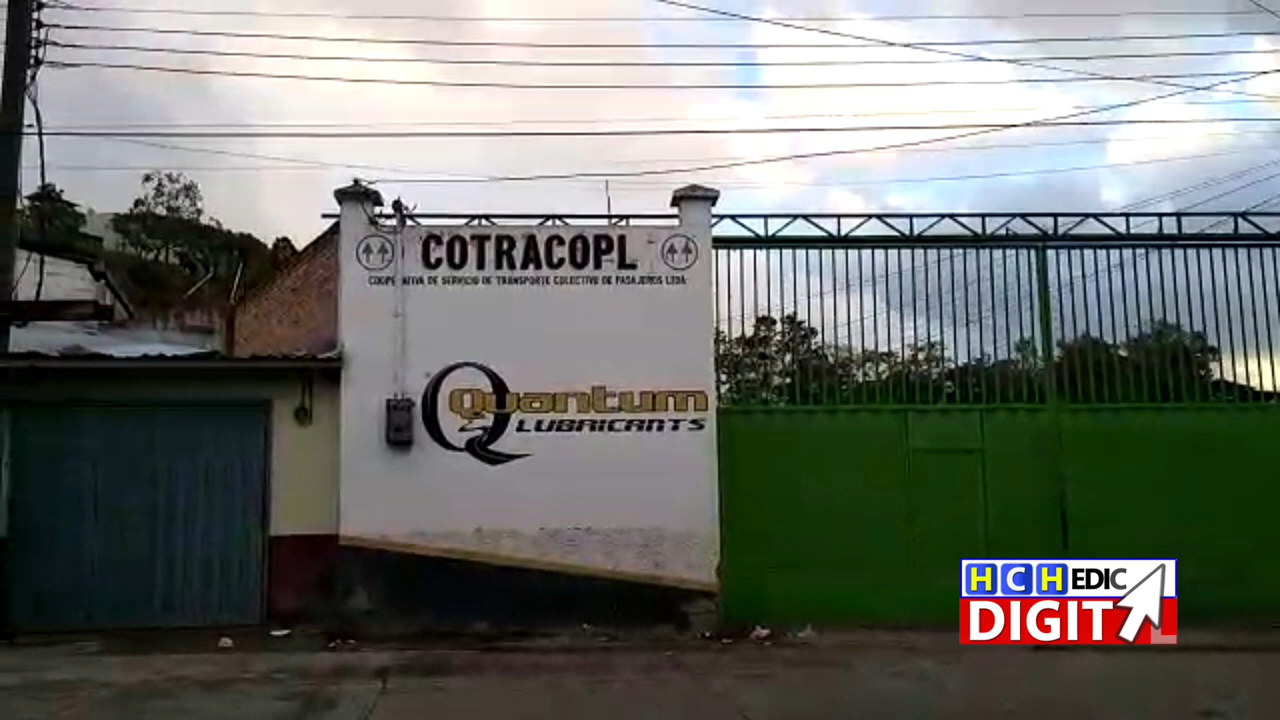 COTRACOPL
COOPERATIVA DE SERVICIO DE TRANSPORTE COLECTIVO DE PASAJEROS LTDA
Quantum
LUBRICANTS
HCH EDIC
DIGIT